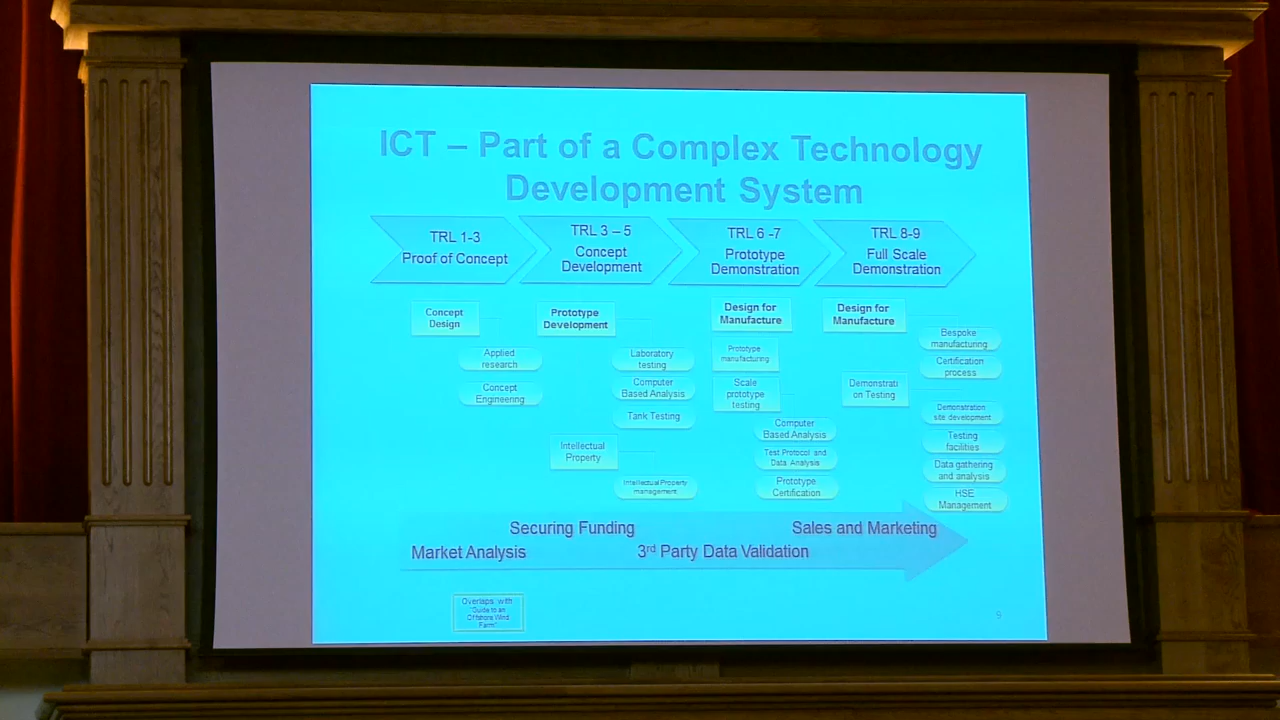 ICT – Part of a Complex Technology
Development System
TRL 1-3
Proof of Concept
TRL 3 – 5
Concept
Development
TRL 6 -7
Prototype
Demonstration
TRL 8-9
Full Scale
Demonstration
Concept
Design
Applied
research
Concept
Engineering
Prototype
Development
Laboratory
testing
Computer
Based Analysis
Tank Testing
Intellectual
Property
Intellectual Property
management
Design for
Manufacture
Prototype
manufacturing
Scale
prototype
testing
Computer
Based Analysis
Test Protocol and
Data Analysis
Prototype
Certification
Design for
Manufacture
Bespoke
manufacturing
Certification
process
Demonstrati
on Testing
Demonstration
site development
Testing
facilities
Data gathering
and analysis
HSE
Management
Securing Funding
Sales and Marketing
Market Analysis
3rd Party Data Validation
Overlaps with
"Guide to an
Offshore Wind
Farm"
9